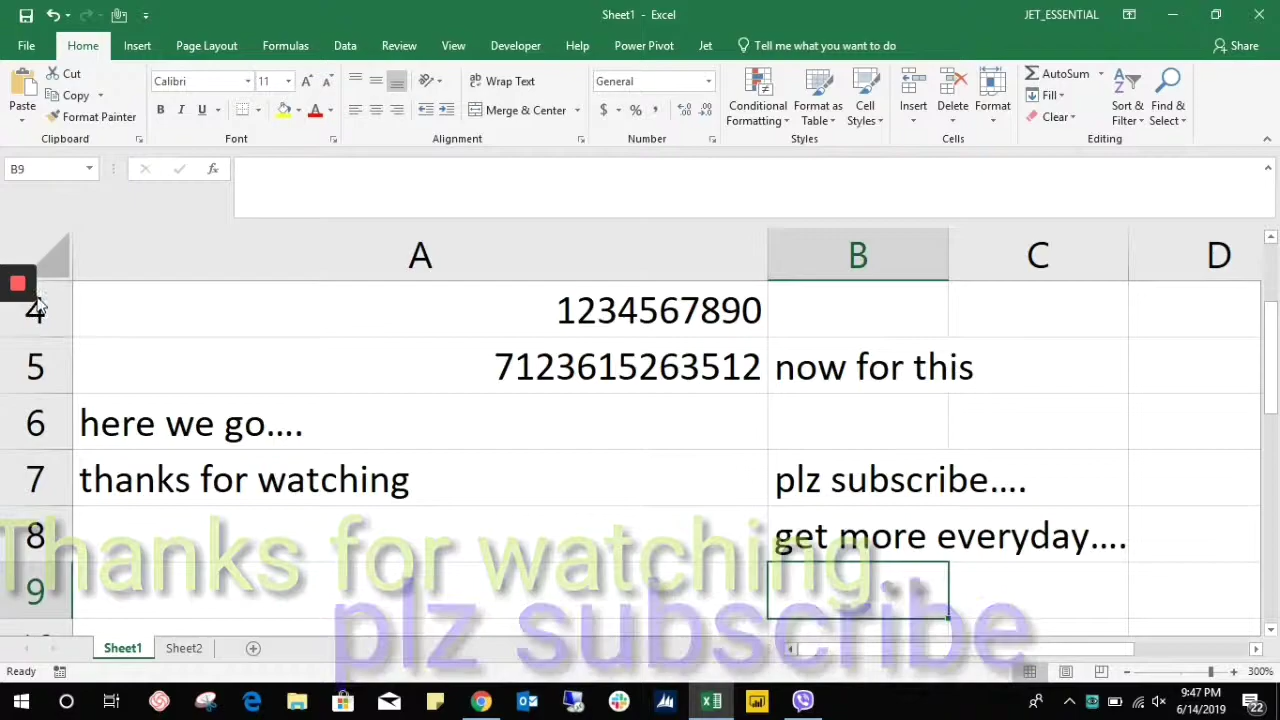 Sheet1 - Excel
JET_ESSENTIAL
File Home Insert Page Layout Formulas Data Review View Developer Help Power Pivot Jet Tell me what you want to do Share
Paste
Cut
Copy
Format Painter
Clipboard
Calibri 11
B I U
Font
Wrap Text
Merge & Center
Alignment
General
$ % ,
Number
Conditional Formatting
Format as Table
Cell Styles
Styles
Insert Delete Format
Cells
AutoSum
Fill
Clear
Sort & Filter
Find & Select
Editing
B9
fx
A B C D
4 1234567890
5 7123615263512 now for this
6 here we go....
7 thanks for watching plz subscribe....
8 get more everyday....
9
Thanks for watching
plz subscribe
Sheet1 Sheet2
Ready
300%
9:47 PM
6/14/2019
22